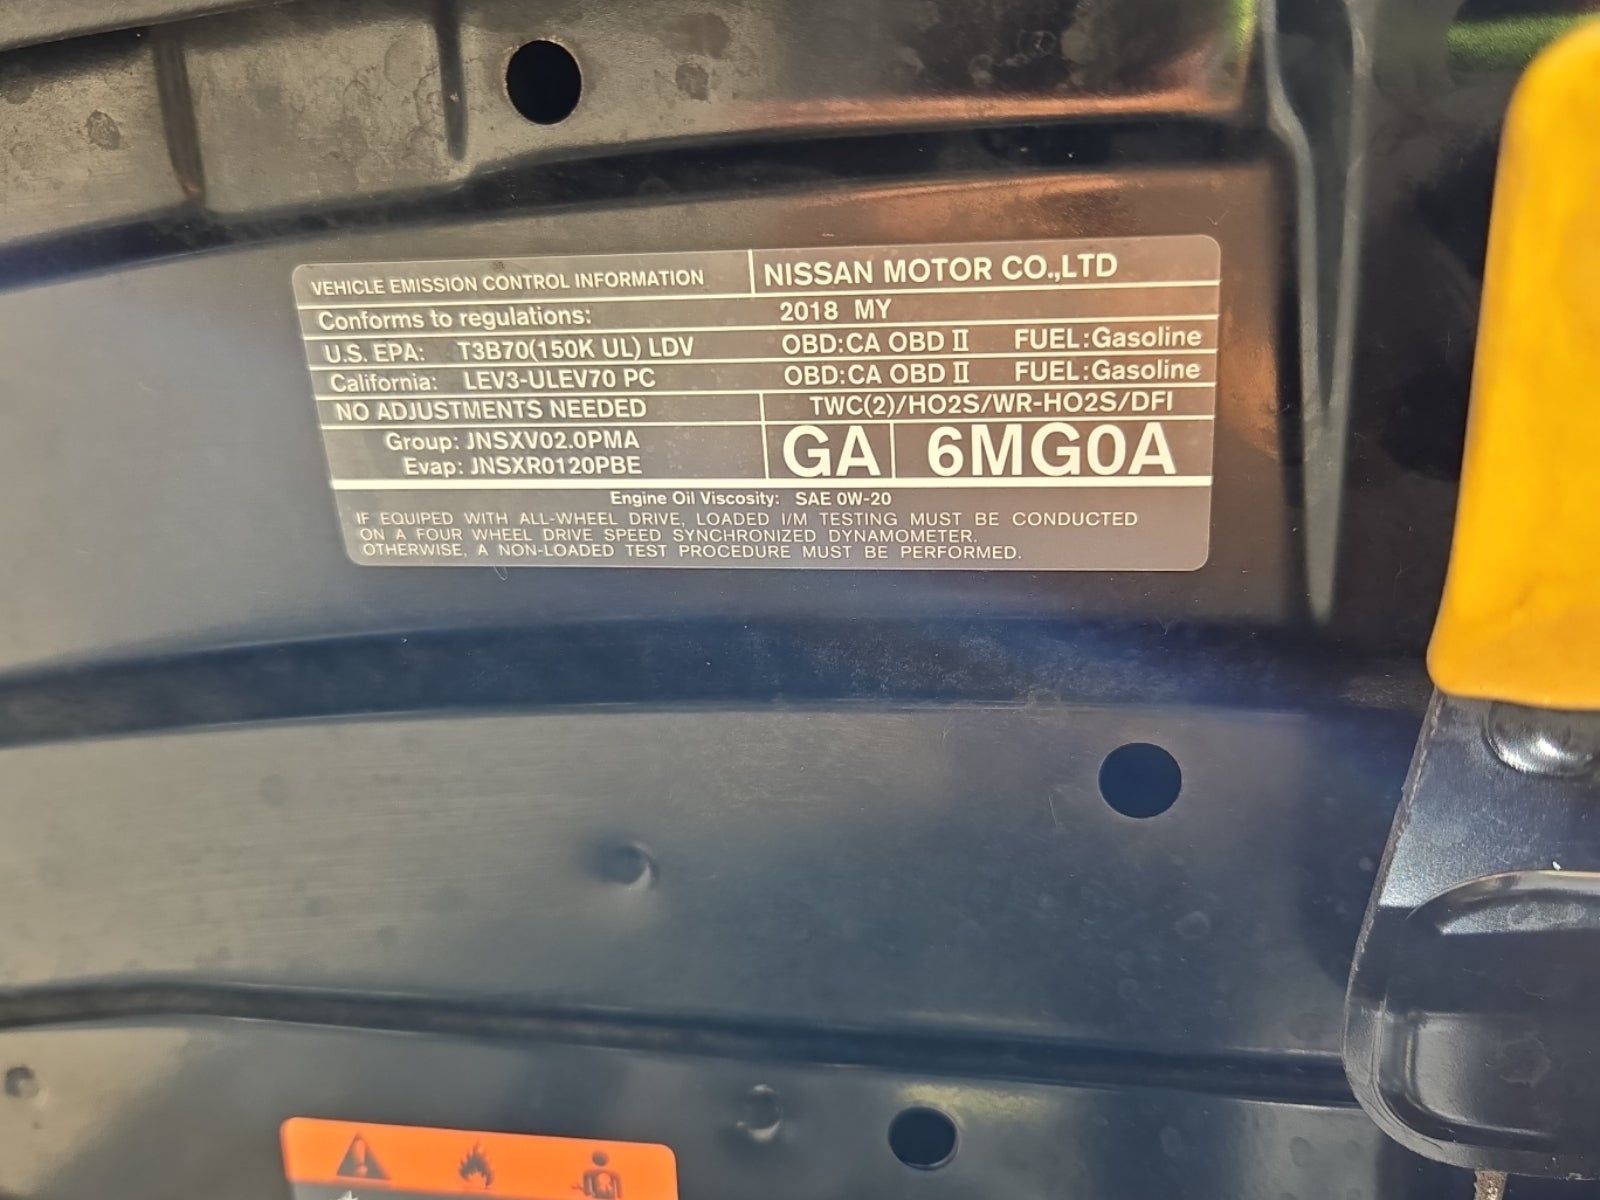 VEHICLE EMISSION CONTROL INFORMATION NISSAN MOTOR CO.,LTD
Conforms to regulations: 2018 MY
U.S. EPA: T3B70(150K UL) LDV OBD:CA OBD II FUEL:Gasoline
California: LEV3-ULEV70 PC OBD:CA OBD II FUEL:Gasoline
NO ADJUSTMENTS NEEDED TWC(2)/HO2S/WR-HO2S/DFI
Group: JNSXV02.0PMA GA 6MG0A
Evap: JNSXR0120PBE
Engine Oil Viscosity: SAE 0W-20
IF EQUIPED WITH ALL-WHEEL DRIVE, LOADED I/M TESTING MUST BE CONDUCTED
ON A FOUR WHEEL DRIVE SPEED SYNCHRONIZED DYNAMOMETER.
OTHERWISE, A NON-LOADED TEST PROCEDURE MUST BE PERFORMED.